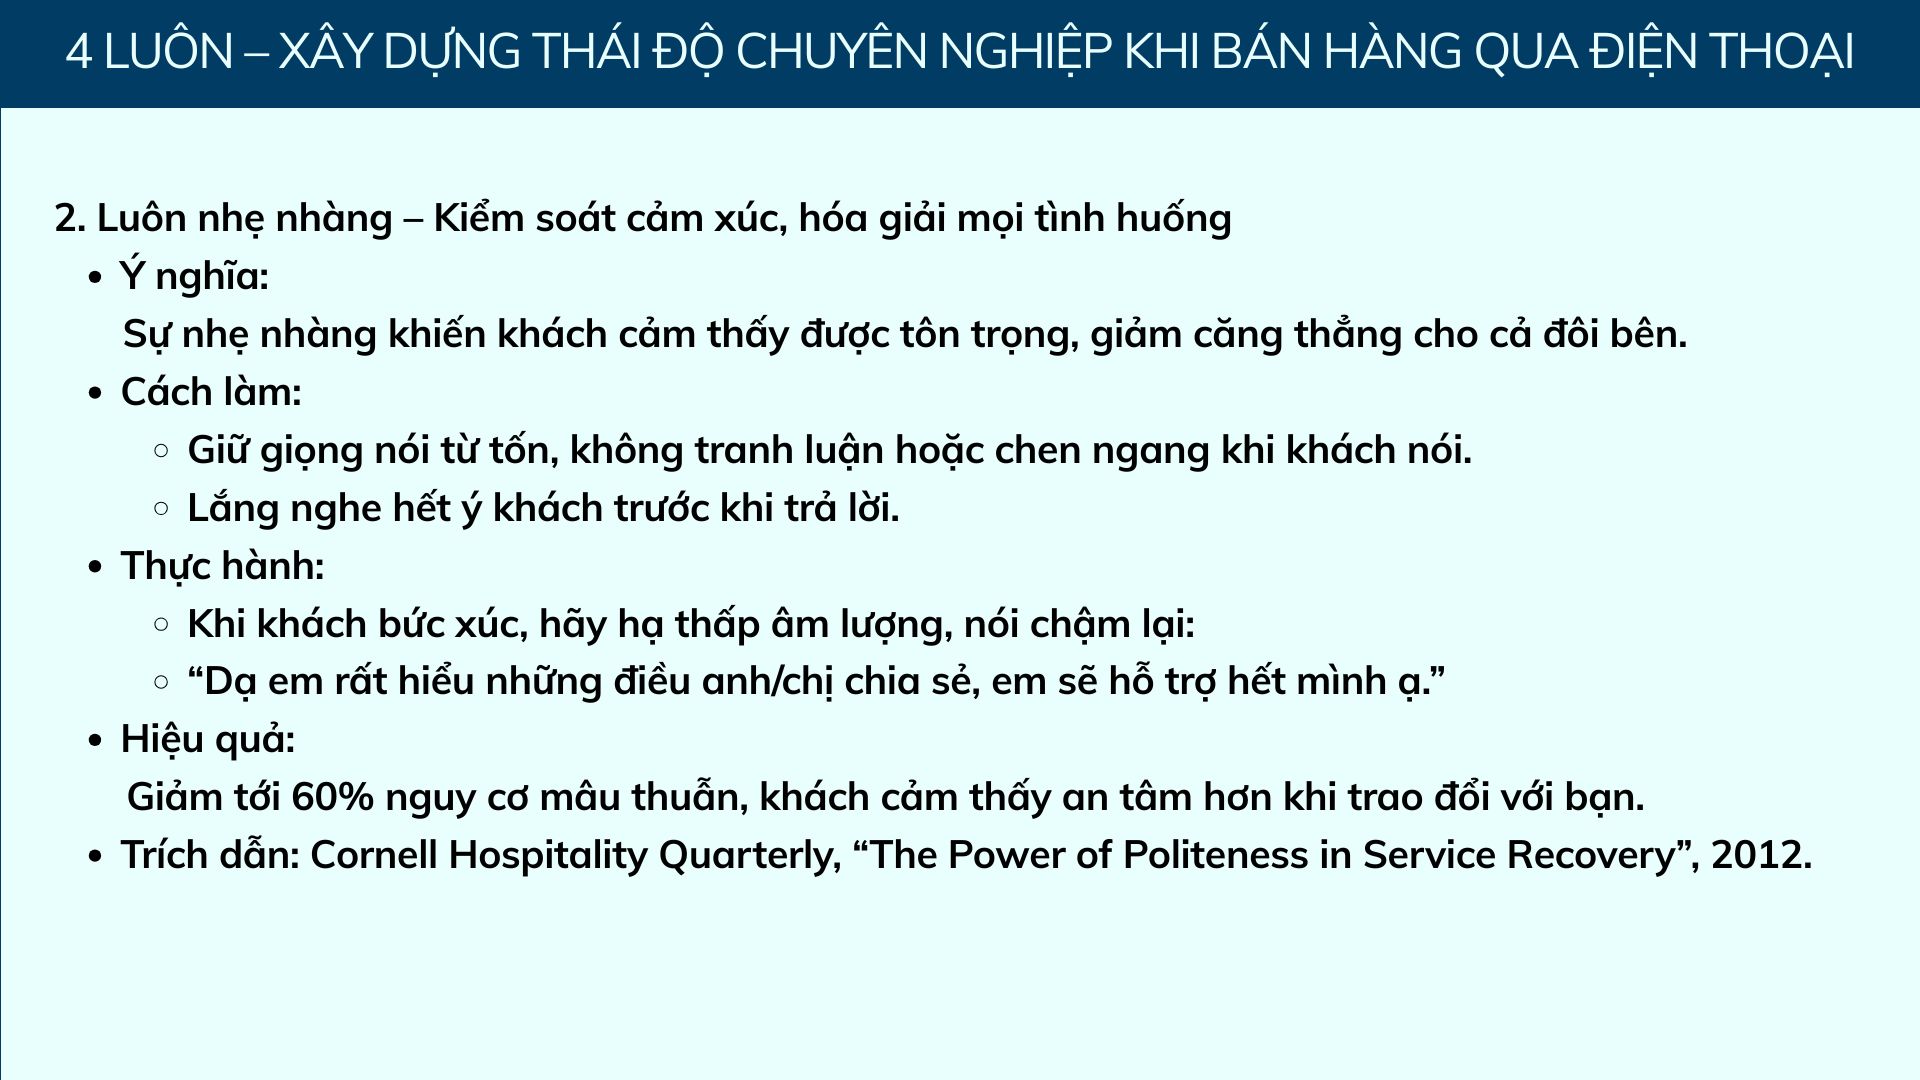 4 LUÔN – XÂY DỰNG THÁI ĐỘ CHUYÊN NGHIỆP KHI BÁN HÀNG QUA ĐIỆN THOẠI
2. Luôn nhẹ nhàng – Kiểm soát cảm xúc, hóa giải mọi tình huống
• Ý nghĩa:
Sự nhẹ nhàng khiến khách cảm thấy được tôn trọng, giảm căng thẳng cho cả đôi bên.
• Cách làm:
○ Giữ giọng nói từ tốn, không tranh luận hoặc chen ngang khi khách nói.
○ Lắng nghe hết ý khách trước khi trả lời.
• Thực hành:
○ Khi khách bức xúc, hãy hạ thấp âm lượng, nói chậm lại:
○ “Dạ em rất hiểu những điều anh/chị chia sẻ, em sẽ hỗ trợ hết mình ạ.”
• Hiệu quả:
Giảm tới 60% nguy cơ mâu thuẫn, khách cảm thấy an tâm hơn khi trao đổi với bạn.
• Trích dẫn: Cornell Hospitality Quarterly, “The Power of Politeness in Service Recovery”, 2012.